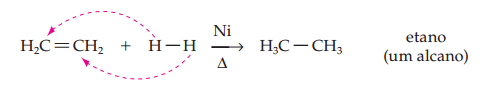 H₂C=CH₂ + H—H Ni ⟶ Δ H₃C—CH₃
etano
(um alcano)